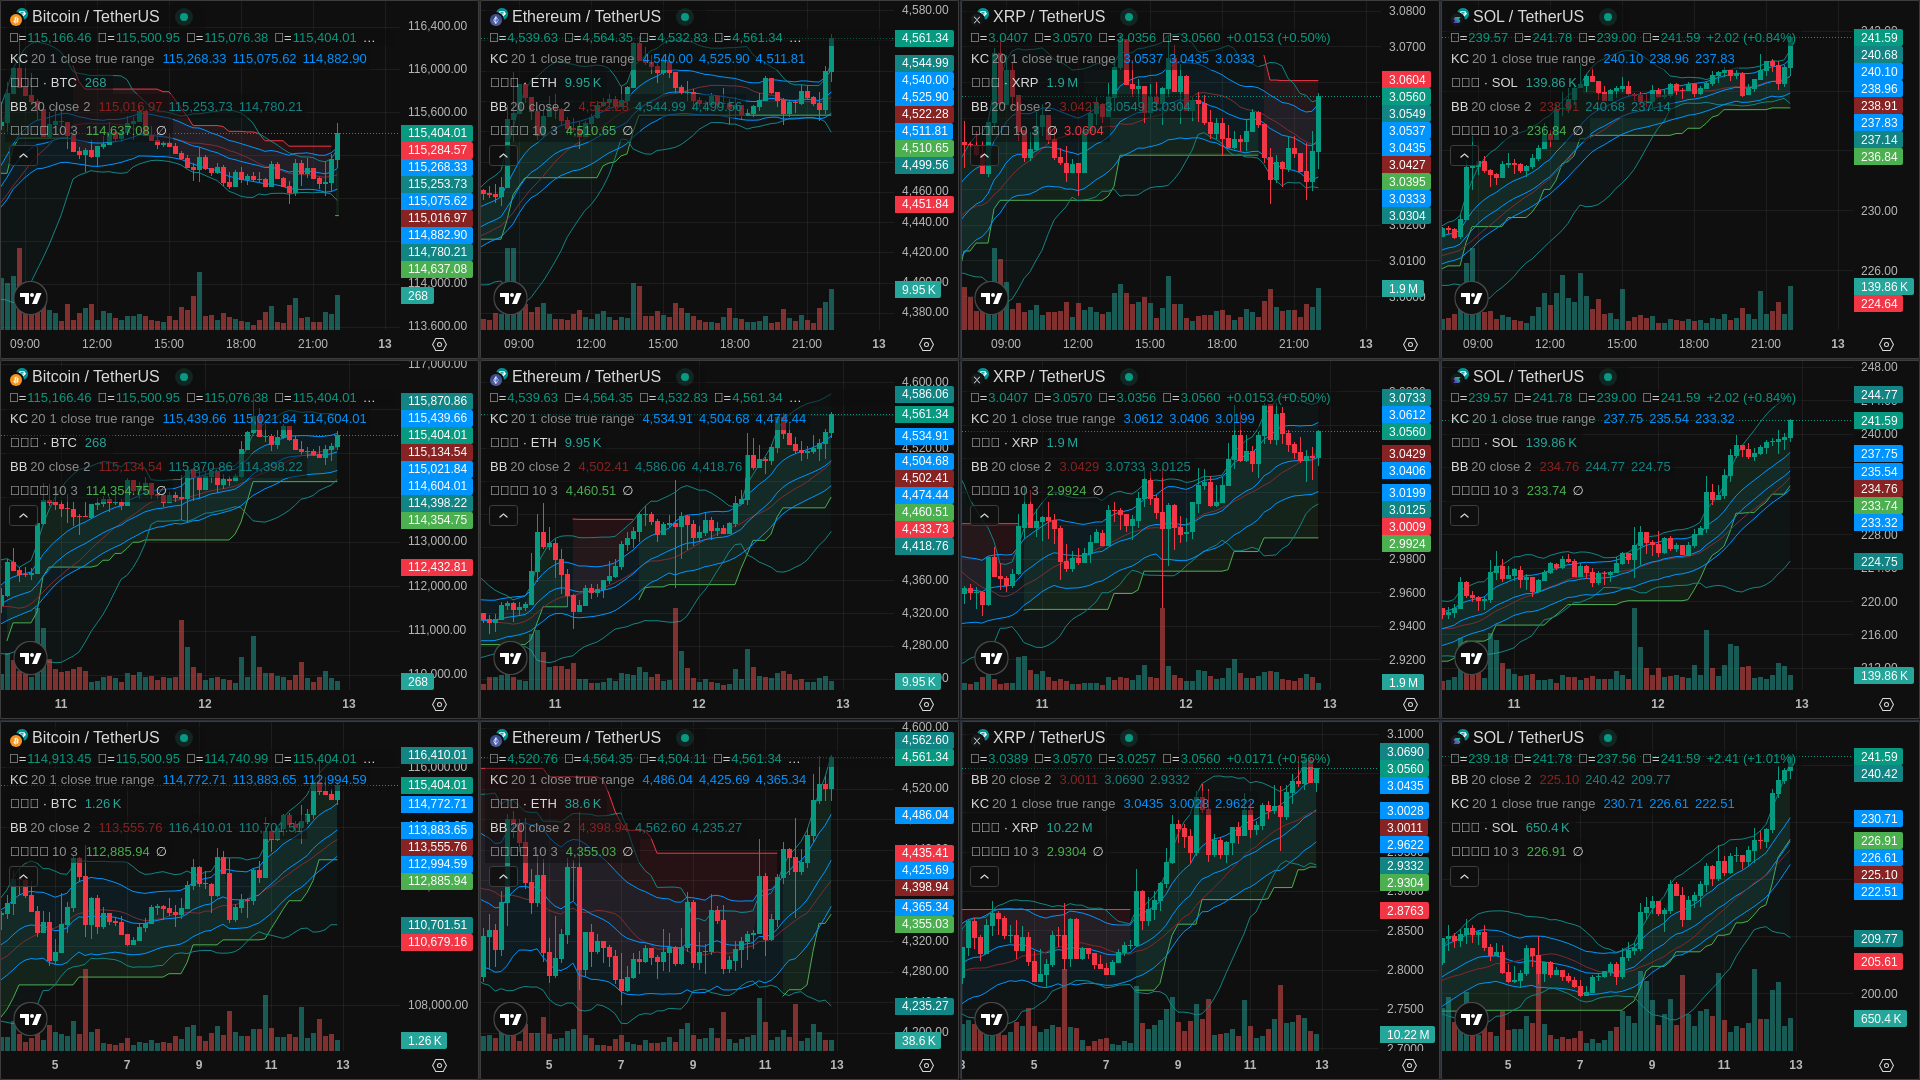 Bitcoin / TetherUS
=115,166.46 =115,500.95 =115,076.38 =115,404.01 ...
KC 20 1 close true range 115,268.33 115,075.62 114,882.90
· BTC 268
BB 20 close 2 115,016.97 115,253.73 114,780.21
10 3 114,637.08 ∅
116,400.00
116,000.00
115,600.00
115,404.01
115,284.57
115,268.33
115,253.73
115,075.62
115,016.97
114,882.90
114,780.21
114,637.08
114,000.00
268
113,600.00
09:00 12:00 15:00 18:00 21:00 13
Ethereum / TetherUS
=4,539.63 =4,564.35 =4,532.83 =4,561.34 ...
KC 20 1 close true range 4,540.00 4,525.90 4,511.81
· ETH 9.95 K
BB 20 close 2 4,522.28 4,544.99 4,499.56
10 3 4,510.65 ∅
4,580.00
4,561.34
4,544.99
4,540.00
4,525.90
4,522.28
4,511.81
4,510.65
4,499.56
4,460.00
4,451.84
4,440.00
4,420.00
4,400.00
9.95 K
4,380.00
09:00 12:00 15:00 18:00 21:00 13
XRP / TetherUS
=3.0407 =3.0570 =3.0356 =3.0560 +0.0153 (+0.50%)
KC 20 1 close true range 3.0537 3.0435 3.0333
· XRP 1.9 M
BB 20 close 2 3.0427 3.0549 3.0304
10 3 ∅ 3.0604
3.0800
3.0700
3.0604
3.0560
3.0549
3.0537
3.0435
3.0427
3.0395
3.0333
3.0304
3.0200
3.0100
1.9 M
3.0000
09:00 12:00 15:00 18:00 21:00 13
SOL / TetherUS
=239.57 =241.78 =239.00 =241.59 +2.02 (+0.84%)
KC 20 1 close true range 240.10 238.96 237.83
· SOL 139.86 K
BB 20 close 2 238.91 240.68 237.14
10 3 236.84 ∅
241.59
240.68
240.10
238.96
238.91
237.83
237.14
236.84
230.00
226.00
139.86 K
224.64
09:00 12:00 15:00 18:00 21:00 13
Bitcoin / TetherUS
=115,166.46 =115,500.95 =115,076.38 =115,404.01 ...
KC 20 1 close true range 115,439.66 115,021.84 114,604.01
· BTC 268
BB 20 close 2 115,134.54 115,870.86 114,398.22
10 3 114,354.75 ∅
117,000.00
115,870.86
115,439.66
115,404.01
115,134.54
115,021.84
114,604.01
114,398.22
114,354.75
113,000.00
112,432.81
112,000.00
111,000.00
268
11 12 13
Ethereum / TetherUS
=4,539.63 =4,564.35 =4,532.83 =4,561.34 ...
KC 20 1 close true range 4,534.91 4,504.68 4,474.44
· ETH 9.95 K
BB 20 close 2 4,502.41 4,586.06 4,418.76
10 3 4,460.51 ∅
4,600.00
4,586.06
4,561.34
4,534.91
4,520.00
4,504.68
4,502.41
4,474.44
4,460.51
4,433.73
4,418.76
4,360.00
4,320.00
4,280.00
9.95 K
11 12 13
XRP / TetherUS
=3.0407 =3.0570 =3.0356 =3.0560 +0.0153 (+0.50%)
KC 20 1 close true range 3.0612 3.0406 3.0199
· XRP 1.9 M
BB 20 close 2 3.0429 3.0733 3.0125
10 3 2.9924 ∅
3.0733
3.0612
3.0560
3.0429
3.0406
3.0199
3.0125
3.0009
2.9924
2.9800
2.9600
2.9400
2.9200
1.9 M
11 12 13
SOL / TetherUS
=239.57 =241.78 =239.00 =241.59 +2.02 (+0.84%)
KC 20 1 close true range 237.75 235.54 233.32
· SOL 139.86 K
BB 20 close 2 234.76 244.77 224.75
10 3 233.74 ∅
248.00
244.77
241.59
240.00
237.75
235.54
234.76
233.74
233.32
228.00
224.75
220.00
216.00
139.86 K
11 12 13
Bitcoin / TetherUS
=114,913.45 =115,500.95 =114,740.99 =115,404.01 ...
KC 20 1 close true range 114,772.71 113,883.65 112,994.59
· BTC 1.26 K
BB 20 close 2 113,555.76 116,410.01 110,701.51
10 3 112,885.94 ∅
116,410.01
116,000.00
115,404.01
114,772.71
113,883.65
113,555.76
112,994.59
112,885.94
110,701.51
110,679.16
108,000.00
1.26 K
5 7 9 11 13
Ethereum / TetherUS
=4,520.76 =4,564.35 =4,504.11 =4,561.34 ...
KC 20 1 close true range 4,486.04 4,425.69 4,365.34
· ETH 38.6 K
BB 20 close 2 4,398.94 4,562.60 4,235.27
10 3 4,355.03 ∅
4,600.00
4,562.60
4,561.34
4,520.00
4,486.04
4,435.41
4,425.69
4,398.94
4,365.34
4,355.03
4,320.00
4,280.00
4,235.27
4,200.00
38.6 K
5 7 9 11 13
XRP / TetherUS
=3.0389 =3.0570 =3.0257 =3.0560 +0.0171 (+0.56%)
BB 20 close 2 3.0011 3.0690 2.9332
KC 20 1 close true range 3.0435 3.0028 2.9622
· XRP 10.22 M
10 3 2.9304 ∅
3.1000
3.0690
3.0560
3.0435
3.0028
3.0011
2.9622
2.9332
2.9304
2.9000
2.8763
2.8500
2.8000
2.7500
10.22 M
2.7000
5 7 9 11 13
SOL / TetherUS
=239.18 =241.78 =237.56 =241.59 +2.41 (+1.01%)
BB 20 close 2 225.10 240.42 209.77
KC 20 1 close true range 230.71 226.61 222.51
· SOL 650.4 K
10 3 226.91 ∅
241.59
240.42
230.71
226.91
226.61
225.10
222.51
209.77
205.61
200.00
650.4 K
5 7 9 11 13